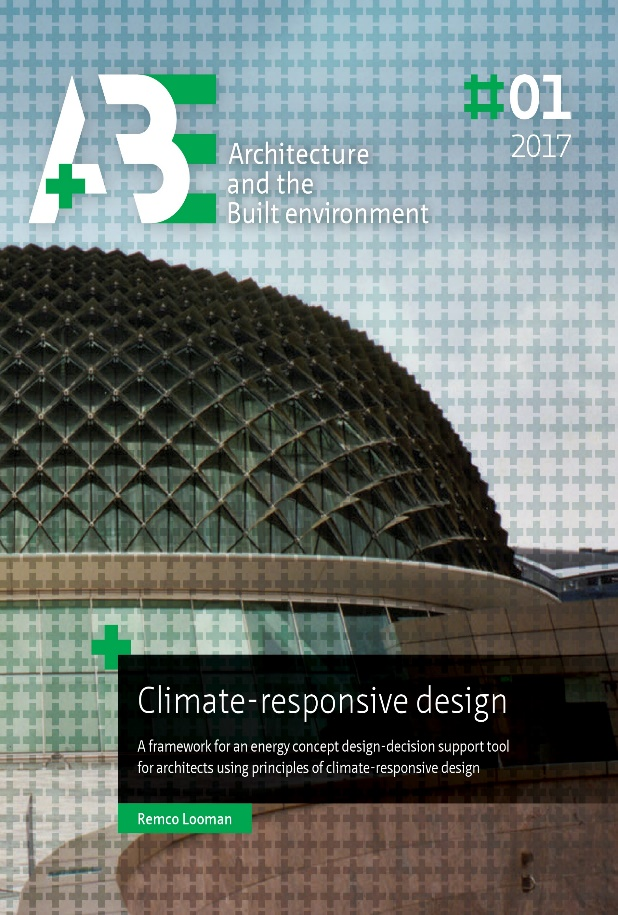 A+BE
Architecture
and the
Built environment
#01
2017
Climate-responsive design
A framework for an energy concept design-decision support tool
for architects using principles of climate-responsive design
Remco Looman